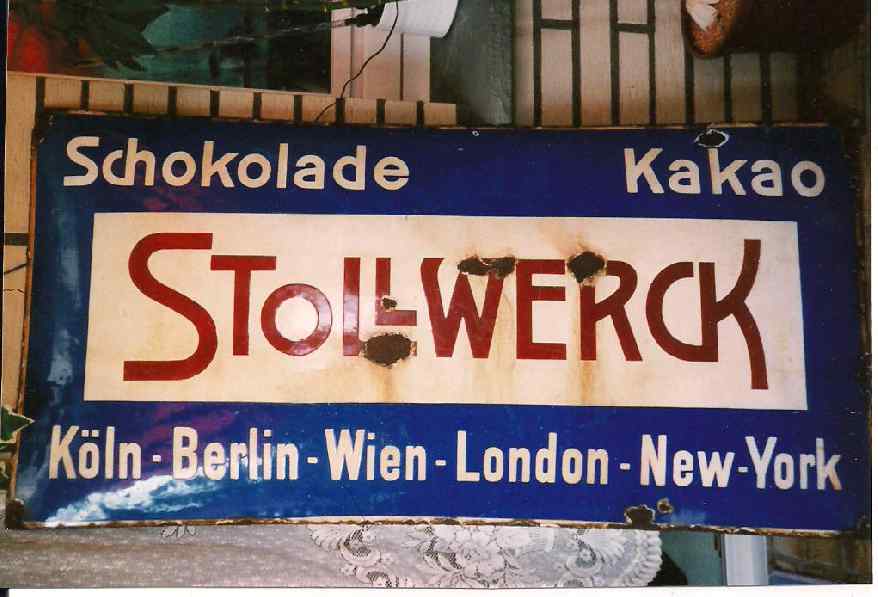 Schokolade Kakao
STOLLWERCK
Köln - Berlin - Wien - London - New-York